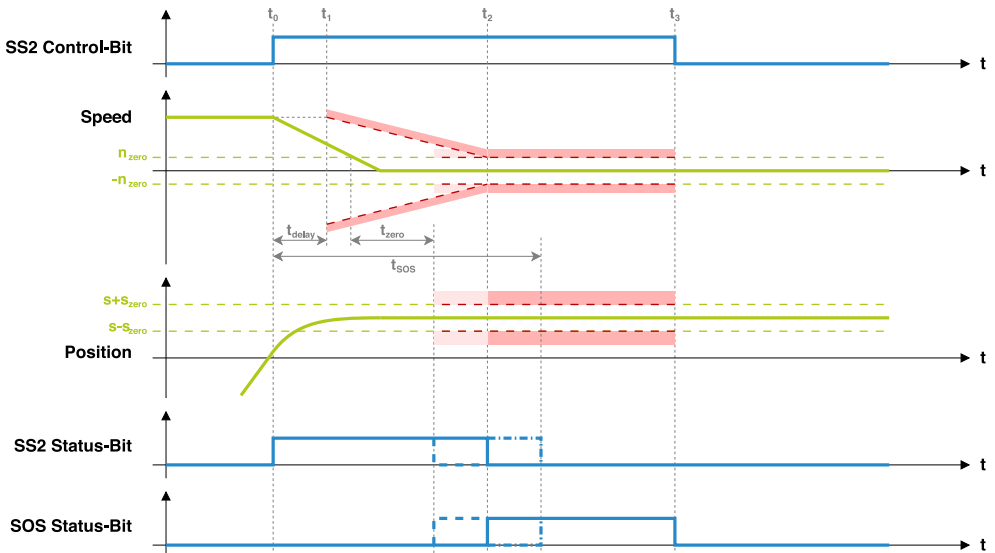 t0 t1 t2 t3
SS2 Control-Bit
t
Speed
nzero
t
-nzero
tdelay tzero
tSOS
s+szero
s-szero
Position
t
SS2 Status-Bit
t
SOS Status-Bit
t